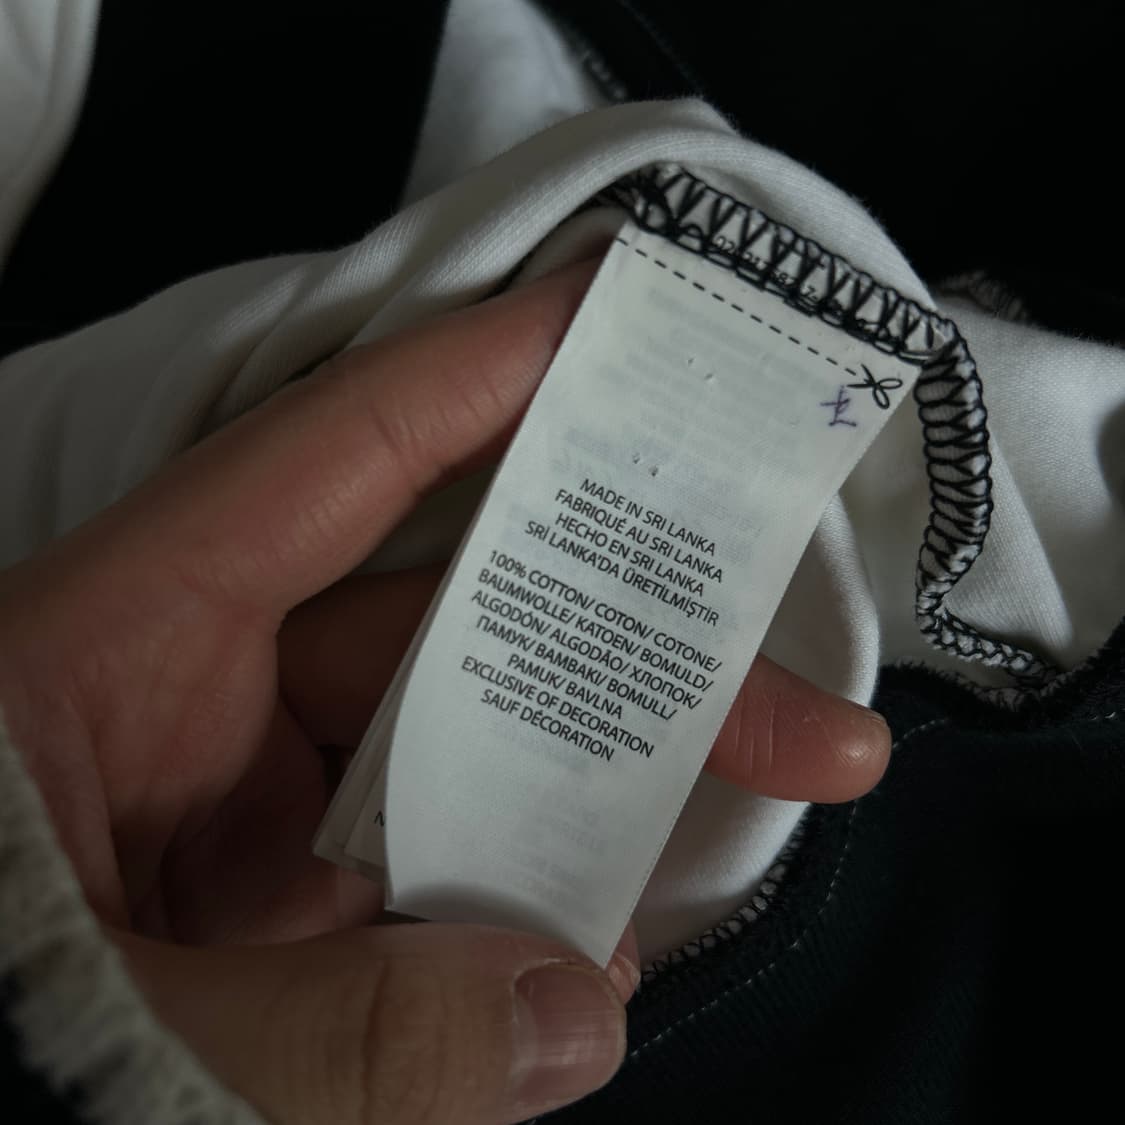 MADE IN SRI LANKA
FABRIQUÉ AU SRI LANKA
HECHO EN SRI LANKA
SRİ LANKA'DA ÜRETİLMİŞTİR
100% COTTON/ COTON/ COTONE/
BAUMWOLLE/ KATOEN/ BOMULD/
ALGODÓN/ ALGODÃO/ ХЛОПОК/
ПАМУК/ BAMBAKI/ BOMULL/
PAMUK/ BAVLNA
EXCLUSIVE OF DECORATION
SAUF DÉCORATION
N